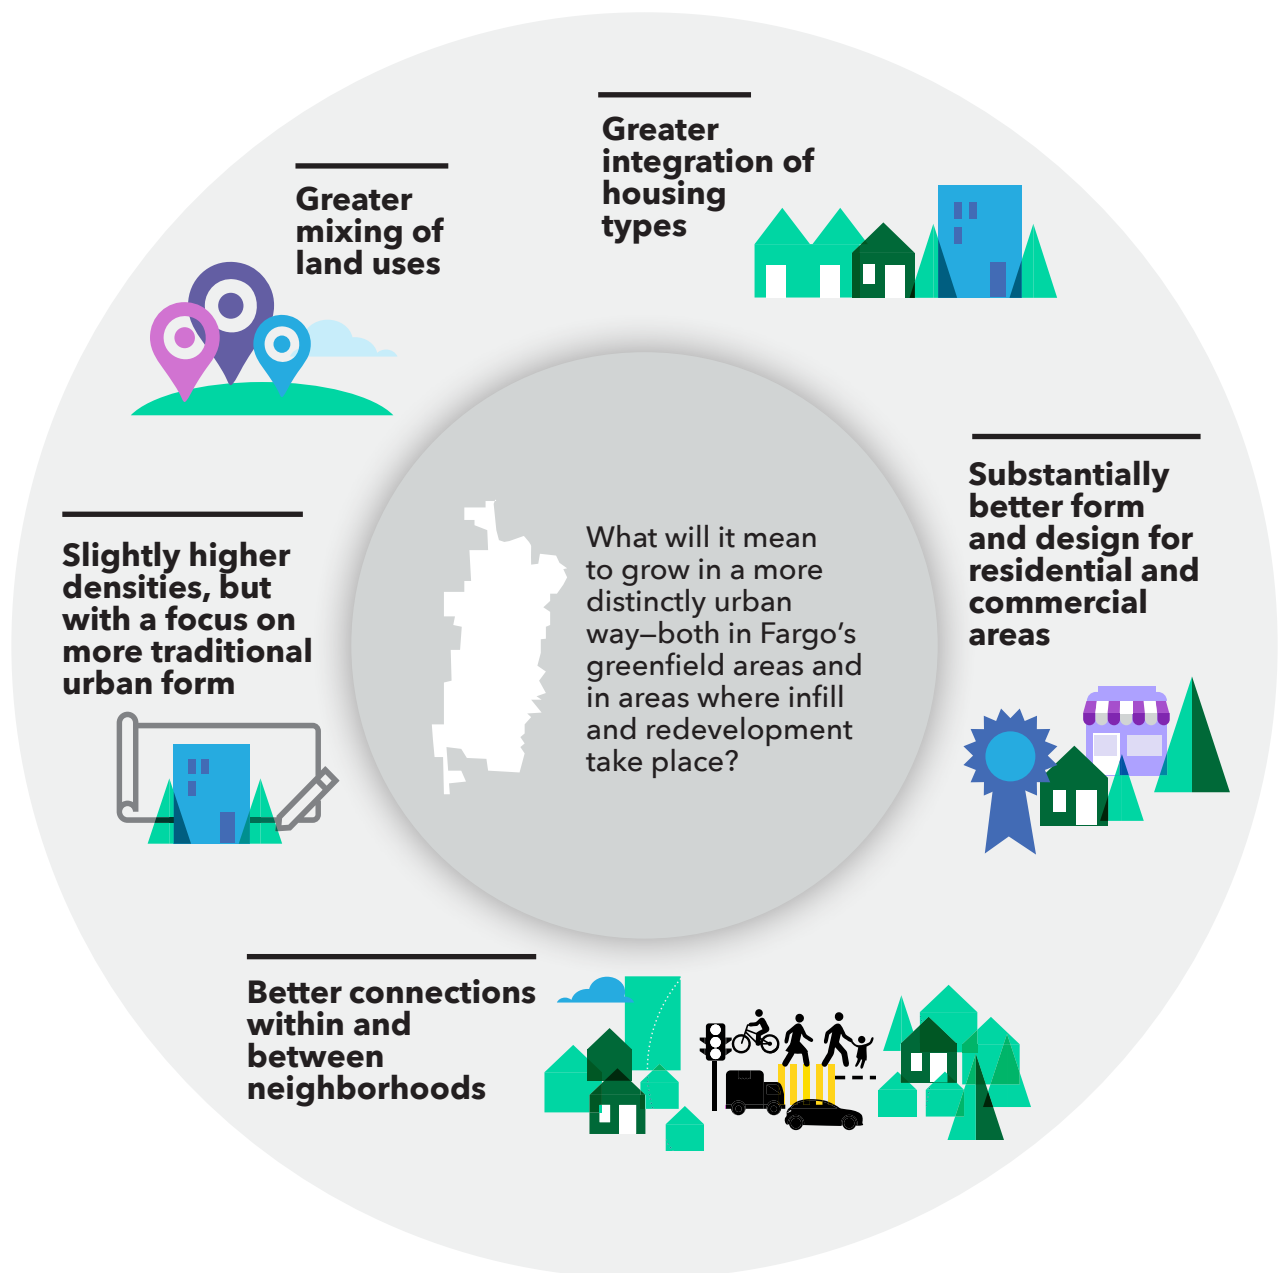 Greater
integration of
housing
types
Greater
mixing of
land uses
Substantially
better form
and design for
residential and
commercial
areas
What will it mean
to grow in a more
distinctly urban
way—both in Fargo’s
greenfield areas and
in areas where infill
and redevelopment
take place?
Slightly higher
densities, but
with a focus on
more traditional
urban form
Better connections
within and
between
neighborhoods